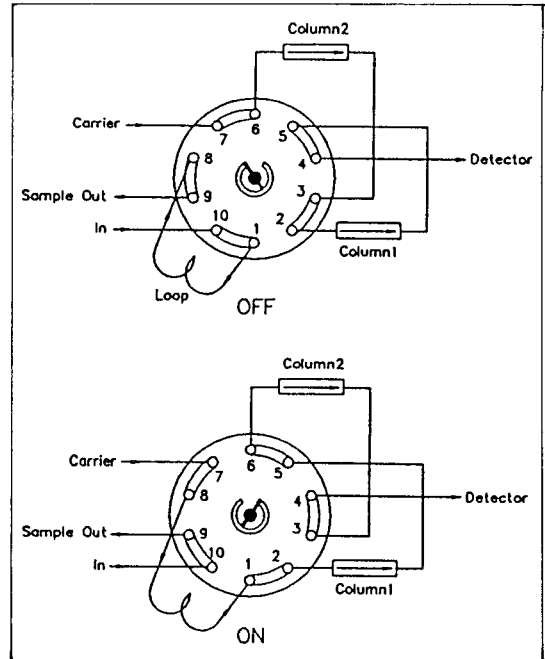 Column2
Carrier
6
5
7
8
4
Detector
Sample Out
9
3
10
1
2
In
Column1
Loop
OFF
Column2
Carrier
6
5
7
4
8
Detector
Sample Out
9
3
10
1
2
In
Column1
ON